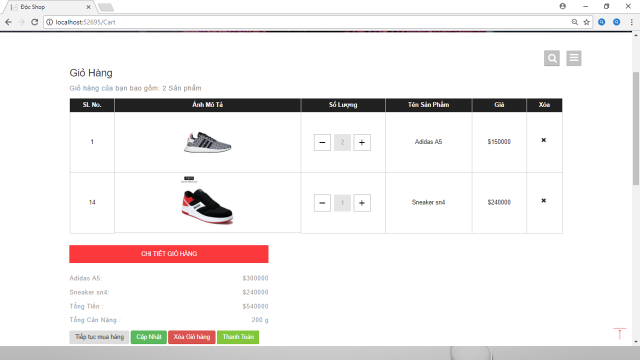 Độc Shop
localhost:52695/Cart
Giỏ Hàng
Giỏ hàng của bạn bao gồm: 2 Sản phẩm
Sl. No. Ảnh Mô Tả Số Lượng Tên Sản Phẩm Giá Xóa
1 − 2 + Adidas A5 $150000 ✖
14 − 1 + Sneaker sn4 $240000 ✖
CHI TIẾT GIỎ HÀNG
Adidas A5: $300000
Sneaker sn4: $240000
Tổng Tiền : $540000
Tổng Cân Nặng : 200 g
Tiếp tục mua hàng Cập Nhật Xóa Giỏ hàng Thanh Toán